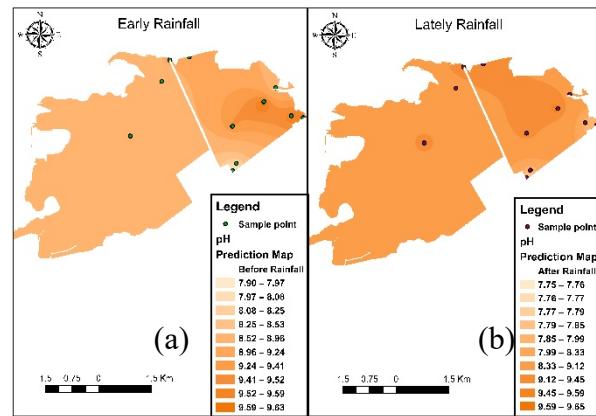 Early Rainfall
N
W
E
S
Legend
Sample point
pH
Prediction Map
Before Rainfall
7.90 – 7.97
7.97 – 8.08
8.08 – 8.25
8.25 – 8.53
8.52 – 8.96
8.96 – 9.24
9.24 – 9.41
9.41 – 9.52
9.52 – 9.59
9.59 – 9.63
(a)
1.5 0.75 0 1.5 Km
Lately Rainfall
N
W
E
S
Legend
Sample point
pH
Prediction Map
After Rainfall
7.75 – 7.76
7.76 – 7.77
7.77 – 7.79
7.79 – 7.85
7.85 – 7.99
7.99 – 8.33
8.33 – 9.12
9.12 – 9.45
9.45 – 9.59
9.59 – 9.65
(b)
1.5 0.75 0 1.5 Km